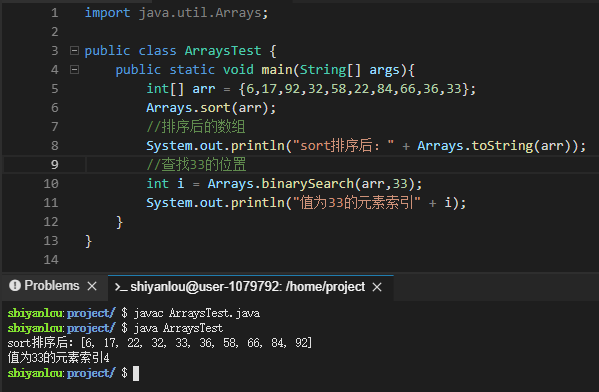 1 import java.util.Arrays;
2
3 public class ArraysTest {
4 public static void main(String[] args){
5 int[] arr = {6,17,92,32,58,22,84,66,36,33};
6 Arrays.sort(arr);
7 //排序后的数组
8 System.out.println("sort排序后：" + Arrays.toString(arr));
9 //查找33的位置
10 int i = Arrays.binarySearch(arr,33);
11 System.out.println("值为33的元素索引" + i);
12 }
13 }
14
Problems × >_ shiyanlou@user-1079792: /home/project ×
shiyanlou:project/ $ javac ArraysTest.java
shiyanlou:project/ $ java ArraysTest
sort排序后：[6, 17, 22, 32, 33, 36, 58, 66, 84, 92]
值为33的元素索引4
shiyanlou:project/ $